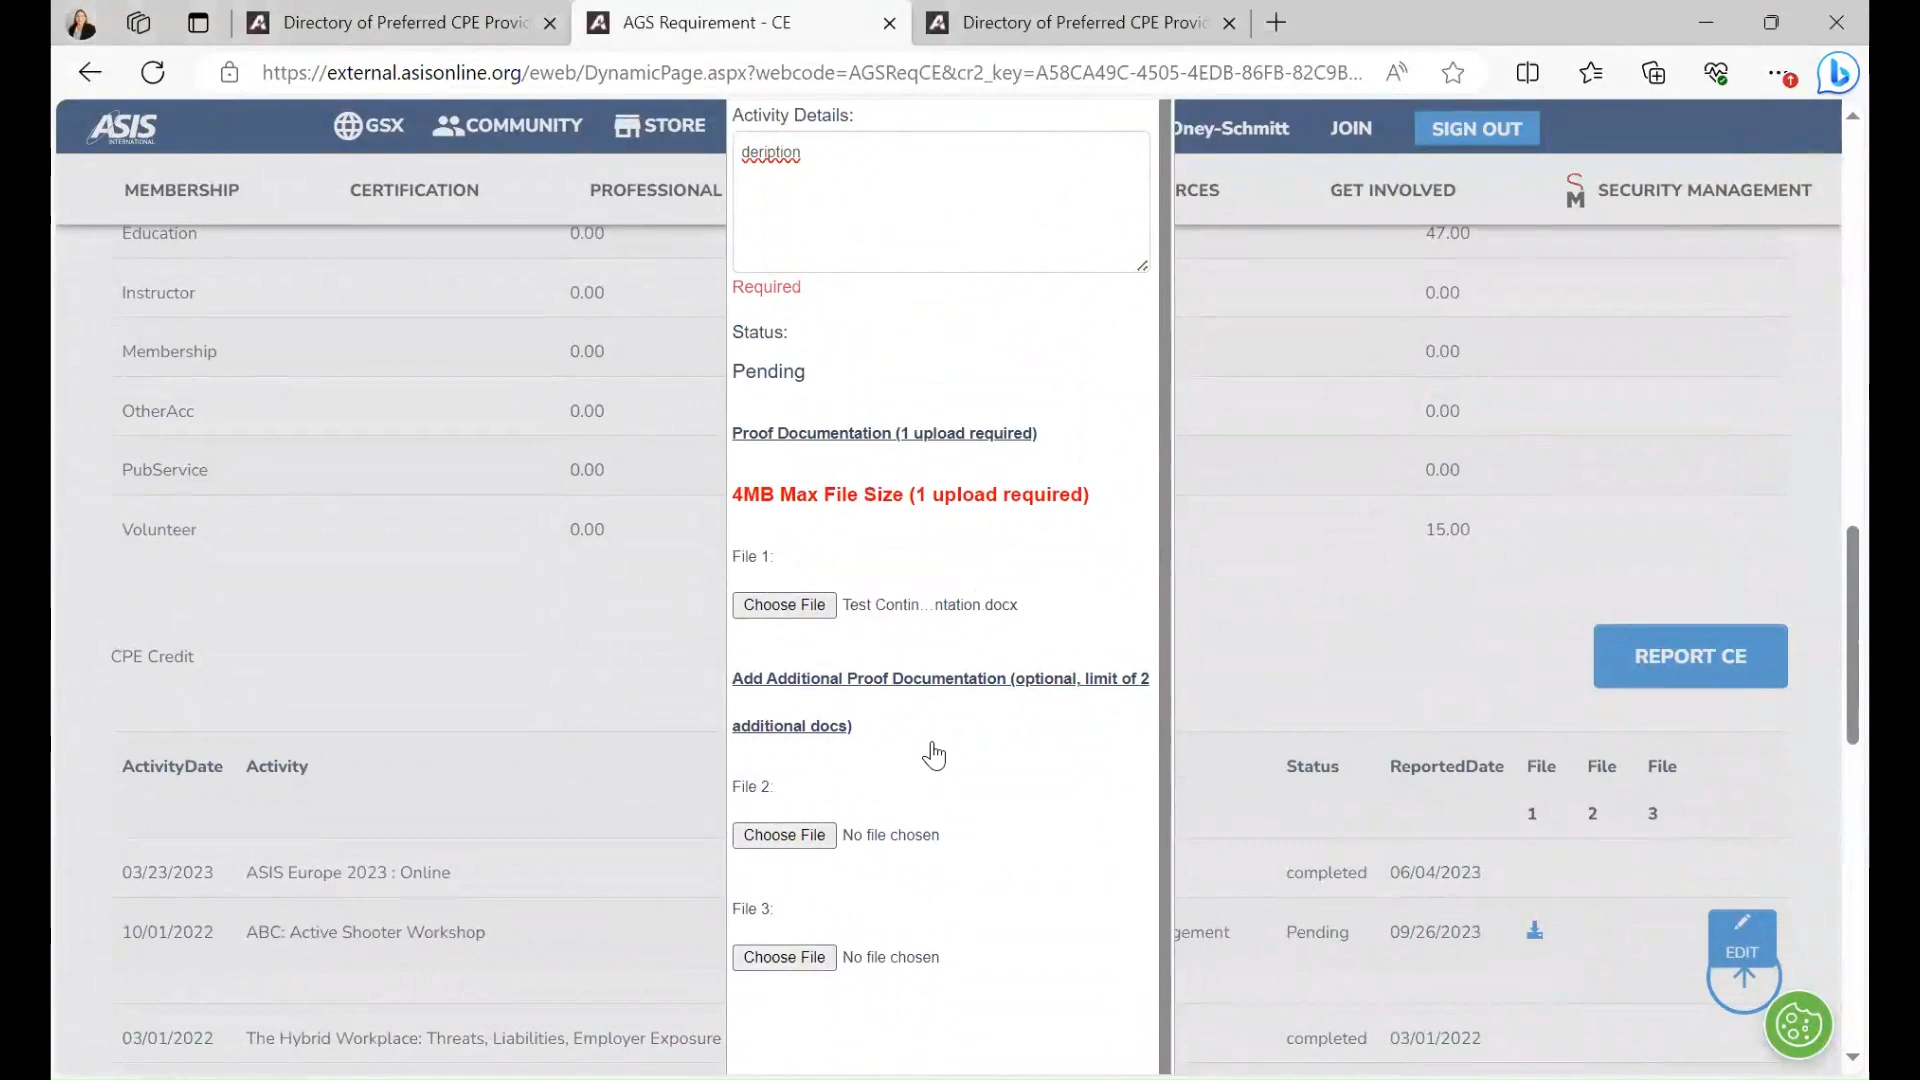 Directory of Preferred CPE Provi
AGS Requirement - CE
Directory of Preferred CPE Provi
https://external.asisonline.org/eweb/DynamicPage.aspx?webcode=AGSReqCE&cr2_key=A58CA49C-4505-4EDB-86FB-82C9B...
ASIS INTERNATIONAL
GSX
COMMUNITY
STORE
Oney-Schmitt
JOIN
SIGN OUT
MEMBERSHIP
CERTIFICATION
PROFESSIONAL
RCES
GET INVOLVED
SM
SECURITY MANAGEMENT
Activity Details:
deription
Required
Status:
Pending
Proof Documentation (1 upload required)
4MB Max File Size (1 upload required)
File 1:
Choose File Test Contin...ntation.docx
Add Additional Proof Documentation (optional, limit of 2
additional docs)
File 2:
Choose File No file chosen
File 3:
Choose File No file chosen
Education 0.00 47.00
Instructor 0.00 0.00
Membership 0.00 0.00
OtherAcc 0.00 0.00
PubService 0.00 0.00
Volunteer 0.00 15.00
CPE Credit
REPORT CE
ActivityDate Activity Status ReportedDate File File File
1 2 3
03/23/2023 ASIS Europe 2023 : Online completed 06/04/2023
10/01/2022 ABC: Active Shooter Workshop gement Pending 09/26/2023
EDIT
03/01/2022 The Hybrid Workplace: Threats, Liabilities, Employer Exposure completed 03/01/2022